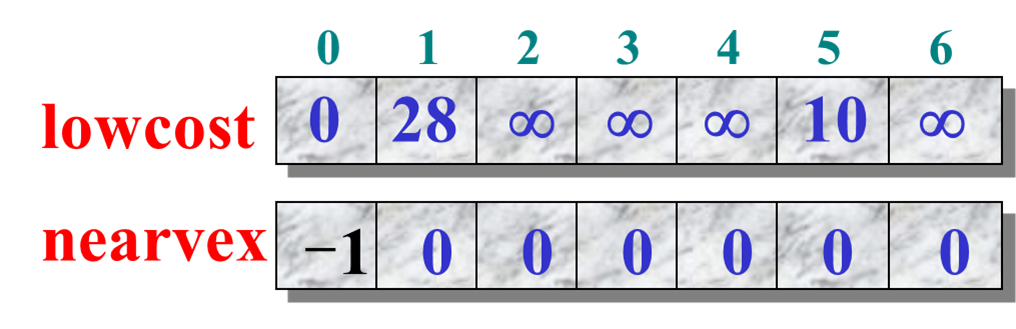 0 1 2 3 4 5 6
lowcost 0 28 ∞ ∞ ∞ 10 ∞
nearvex −1 0 0 0 0 0 0